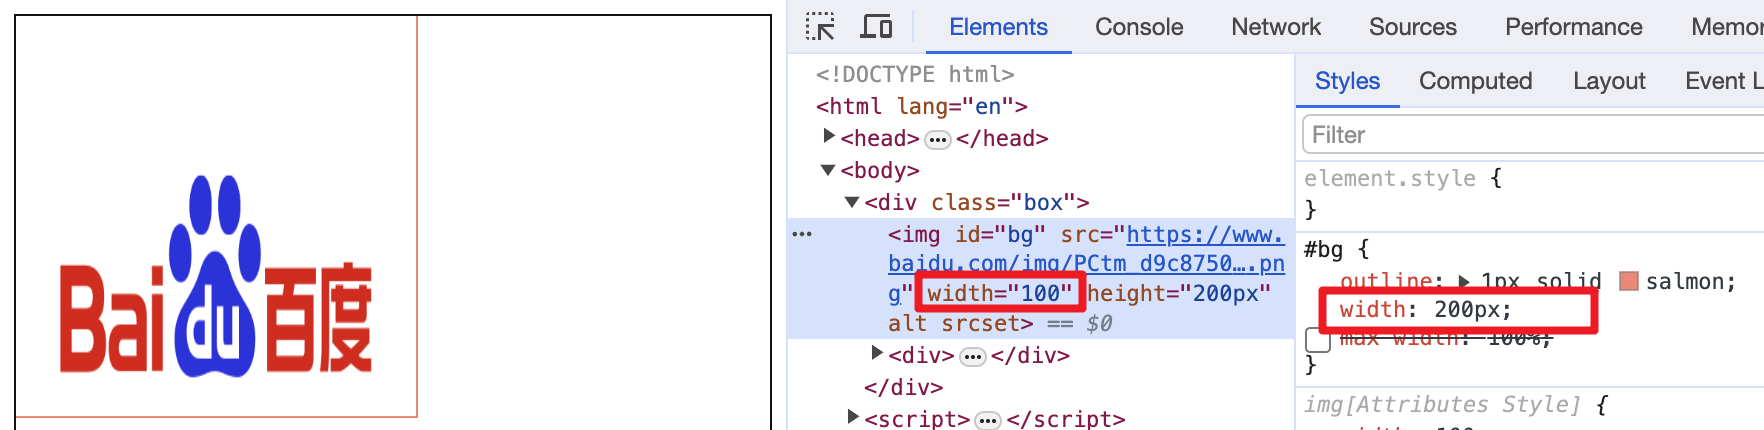 Bai du 百度
Elements Console Network Sources Performance Memor
<!DOCTYPE html>
<html lang="en">
<head> ••• </head>
<body>
<div class="box">
••• <img id="bg" src="https://www.
baidu.com/img/PCtm_d9c8750….pn
g" width="100" height="200px"
alt srcset> == $0
<div> ••• </div>
</div>
<script> ••• </script>
Styles Computed Layout Event L
Filter
element.style {
}
#bg {
outline: ▶ 1px solid salmon;
width: 200px;
max-width: 100%;
}
img[Attributes Style] {
width: 100